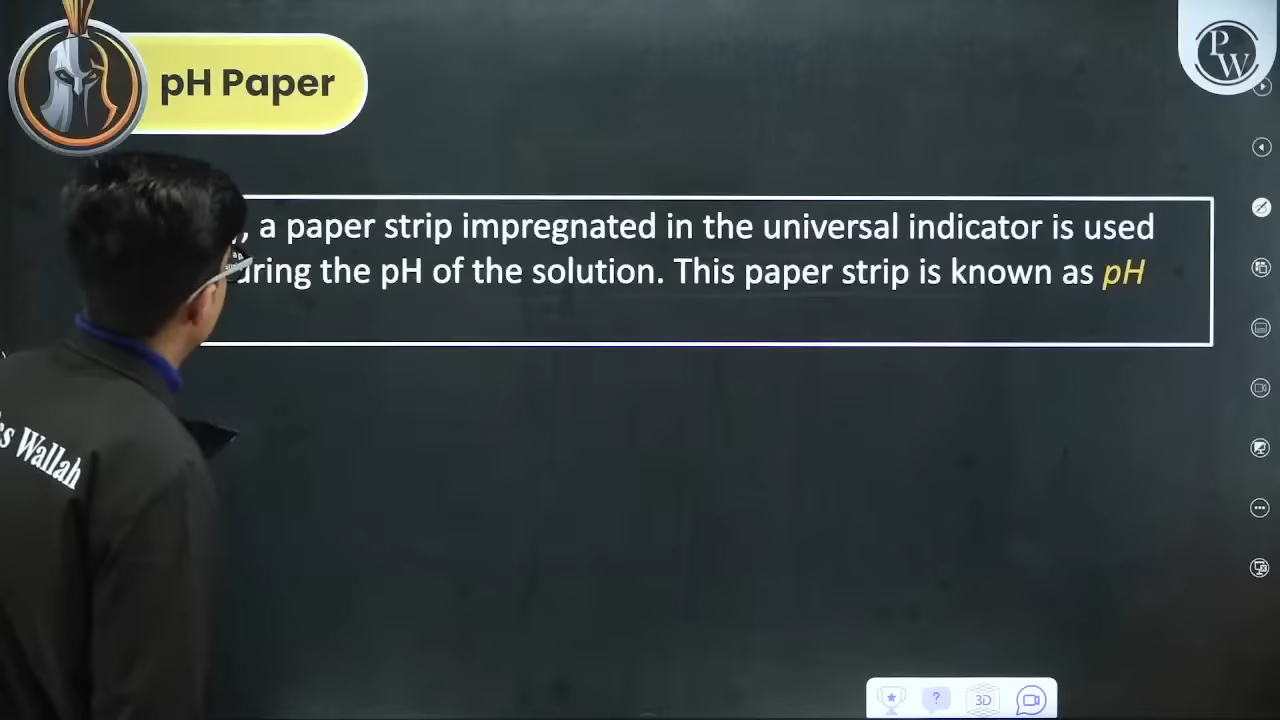 pH Paper
P
W
, a paper strip impregnated in the universal indicator is used
the pH of the solution. This paper strip is known as pH
s Wallah
?
3D